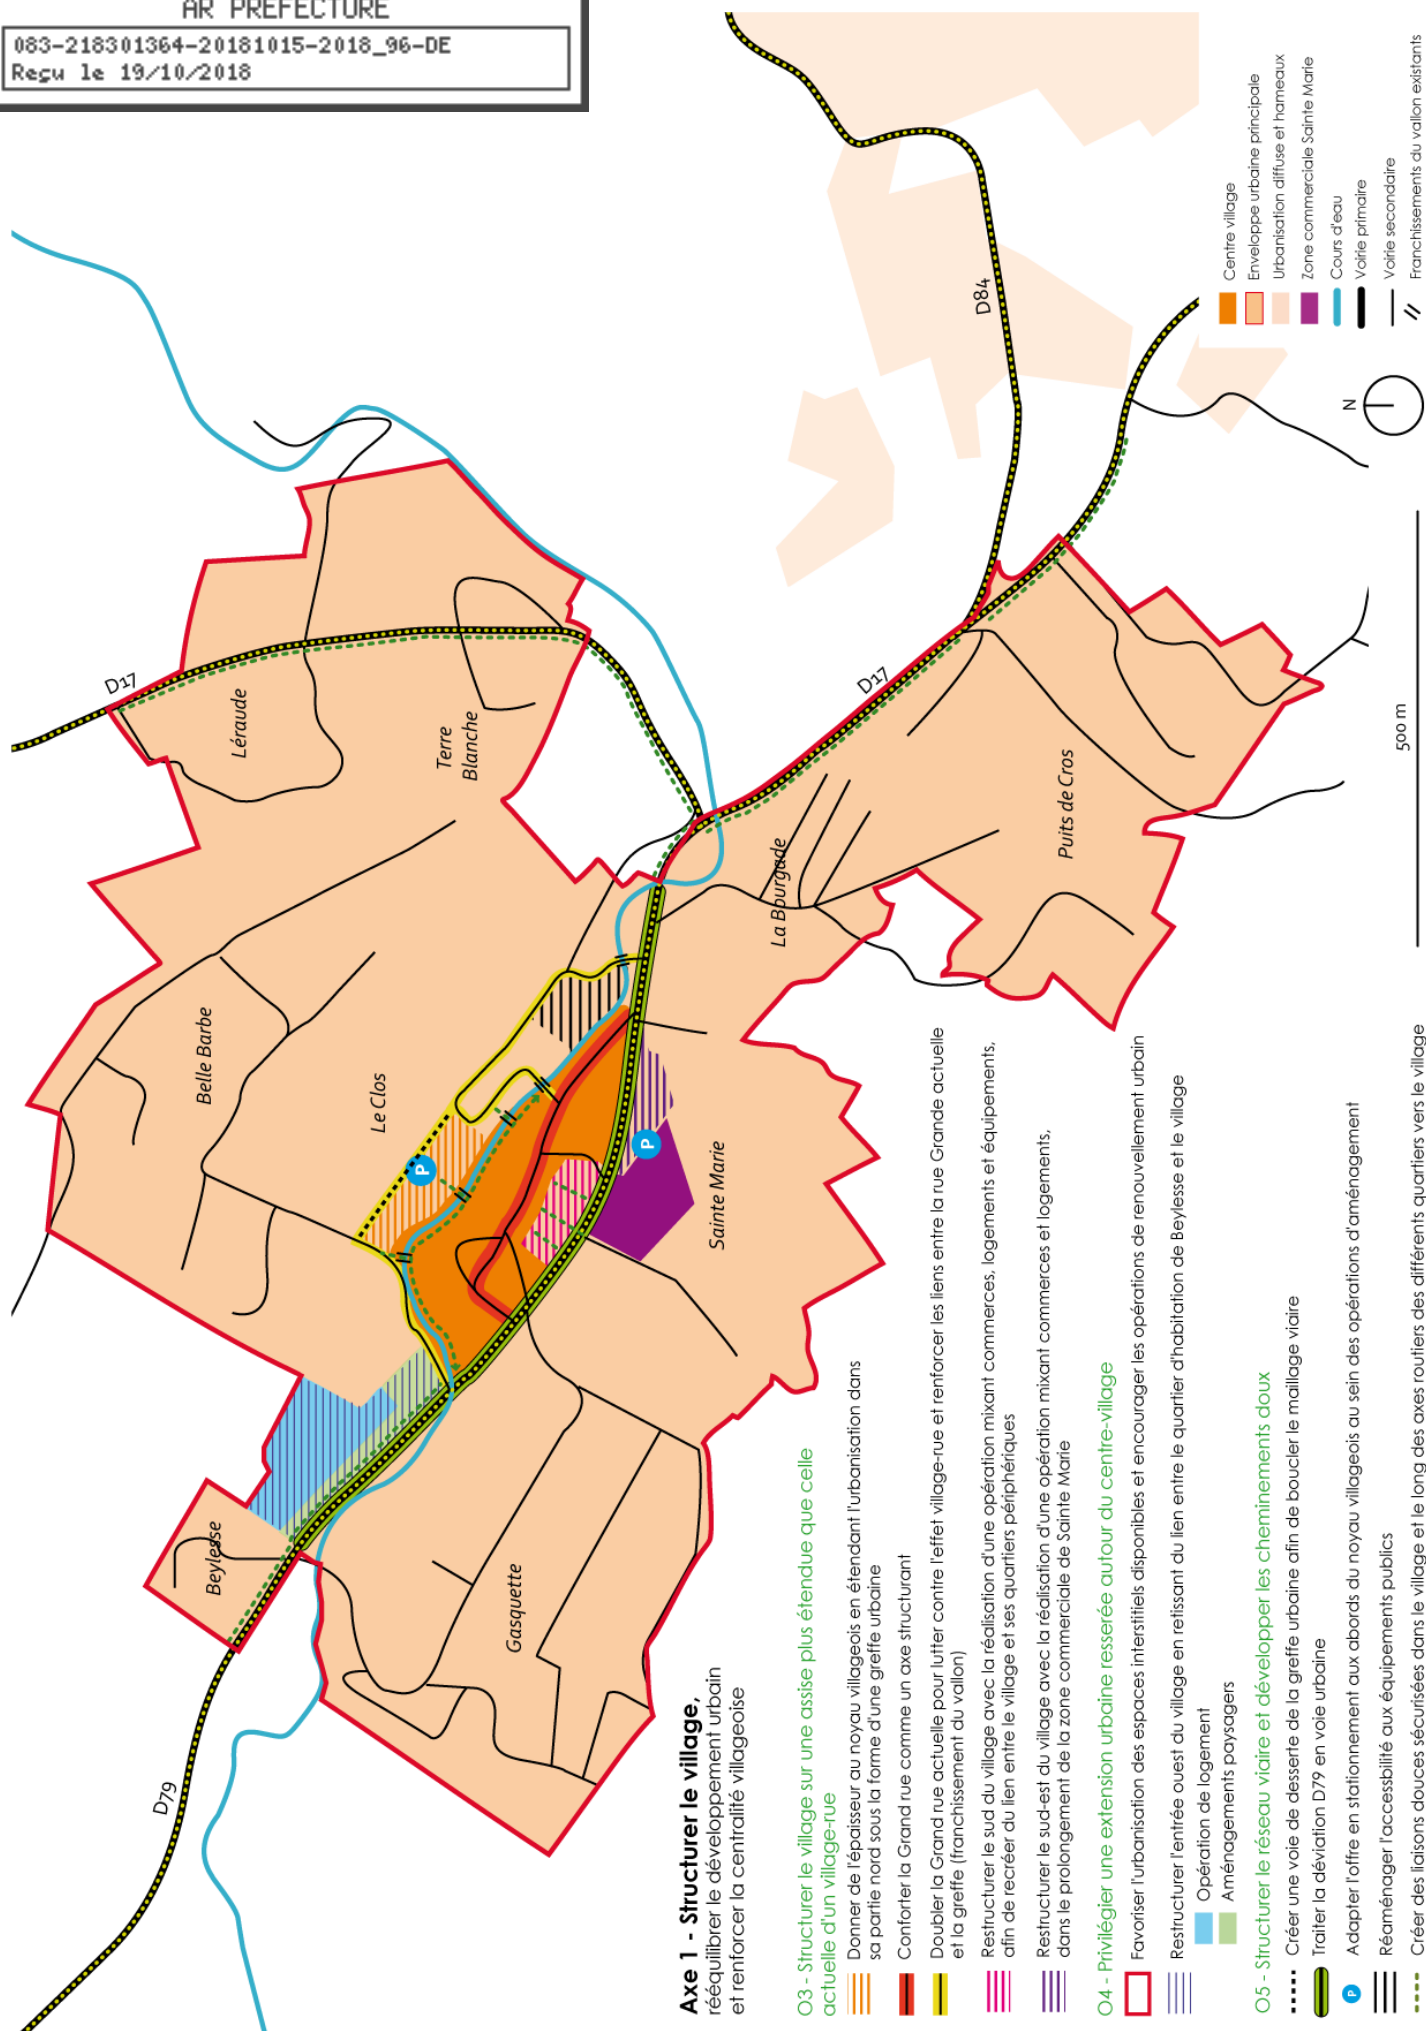 AR PREFECTURE
083-218301364-20181015-2018_96-DE
Reçu le 19/10/2018
D79
D17
D17
D84
Beylesse
Gasquette
Belle Barbe
Le Clos
Léraude
Terre
Blanche
La Bourgade
Puits de Cros
Sainte Marie
P
P
Axe 1 - Structurer le village,
rééquilibrer le développement urbain
et renforcer la centralité villageoise
O3 - Structurer le village sur une assise plus étendue que celle
actuelle d'un village-rue
Donner de l'épaisseur au noyau villageois en étendant l'urbanisation dans
sa partie nord sous la forme d'une greffe urbaine
Conforter la Grand rue comme un axe structurant
Doubler la Grand rue actuelle pour lutter contre l'effet village-rue et renforcer les liens entre la rue Grande actuelle
et la greffe (franchissement du vallon)
Restructurer le sud du village avec la réalisation d'une opération mixant commerces, logements et équipements,
afin de recréer du lien entre le village et ses quartiers périphériques
Restructurer le sud-est du village avec la réalisation d'une opération mixant commerces et logements,
dans le prolongement de la zone commerciale de Sainte Marie
O4 - Privilégier une extension urbaine resserée autour du centre-village
Favoriser l'urbanisation des espaces interstitiels disponibles et encourager les opérations de renouvellement urbain
Restructurer l'entrée ouest du village en retissant du lien entre le quartier d'habitation de Beylesse et le village
Opération de logement
Aménagements paysagers
O5 - Structurer le réseau viaire et développer les cheminements doux
Créer une voie de desserte de la greffe urbaine afin de boucler le maillage viaire
Traiter la déviation D79 en voie urbaine
P Adapter l'offre en stationnement aux abords du noyau villageois au sein des opérations d'aménagement
Réaménager l'accessbilité aux équipements publics
Créer des liaisons douces sécurisées dans le village et le long des axes routiers des différents quartiers vers le village
500 m
N
Centre village
Enveloppe urbaine principale
Urbanisation diffuse et hameaux
Zone commerciale Sainte Marie
Cours d'eau
Voirie primaire
Voirie secondaire
Franchissements du vallon existants